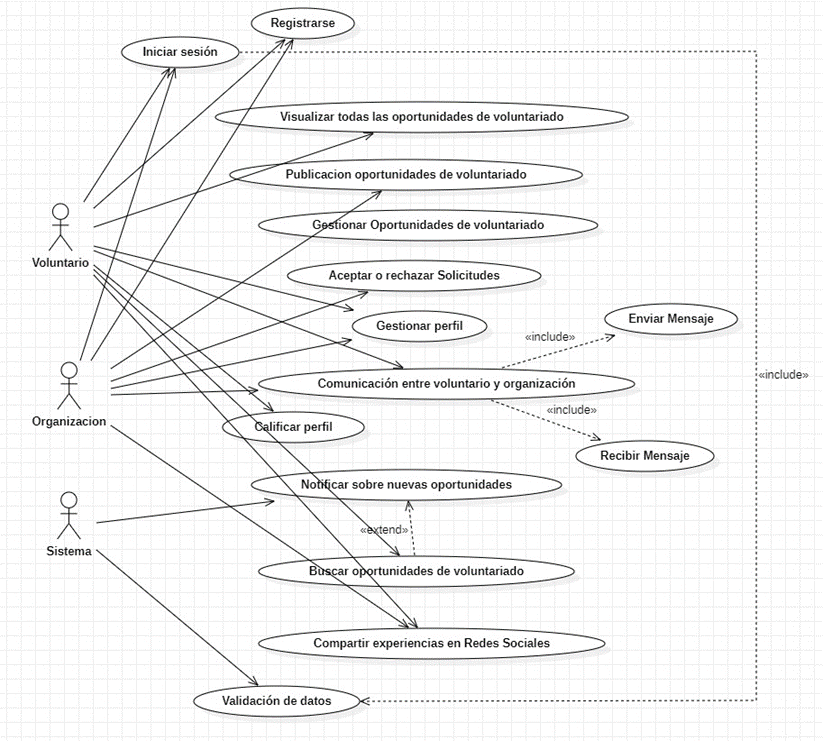 Registrarse
Iniciar sesión
Visualizar todas las oportunidades de voluntariado
Publicacion oportunidades de voluntariado
Gestionar Oportunidades de voluntariado
Voluntario
Aceptar o rechazar Solicitudes
Enviar Mensaje
Gestionar perfil
«include»
«include»
Comunicación entre voluntario y organización
«include»
Organizacion
Calificar perfil
Recibir Mensaje
Notificar sobre nuevas oportunidades
«extend»
Sistema
Buscar oportunidades de voluntariado
Compartir experiencias en Redes Sociales
Validación de datos